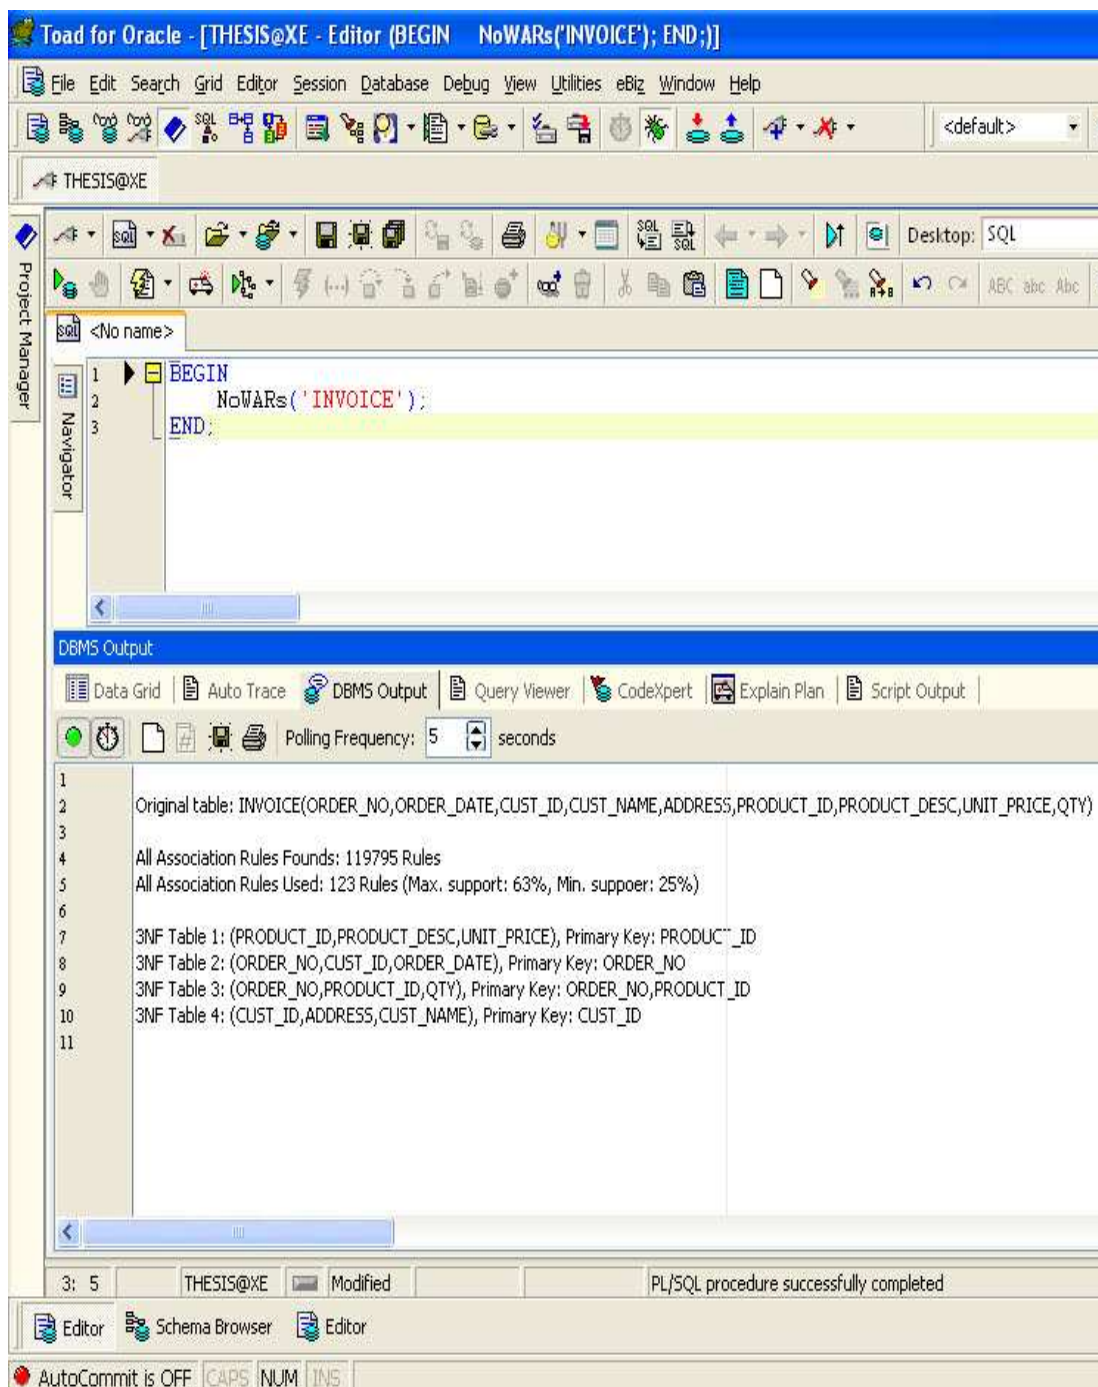 Toad for Oracle - [THESIS@XE - Editor (BEGIN NoWARs('INVOICE'); END;)]
File Edit Search Grid Editor Session Database Debug View Utilities eBiz Window Help
SQL <default>
THESIS@XE
SQL SQL SQL Desktop: SQL
ABC abc Abc
Project Manager
SQL <No name>
Navigator
1 BEGIN
2 NoWARs('INVOICE');
3 END;
DBMS Output
Data Grid Auto Trace DBMS Output Query Viewer CodeXpert Explain Plan Script Output
Polling Frequency: 5 seconds
1
2 Original table: INVOICE(ORDER_NO,ORDER_DATE,CUST_ID,CUST_NAME,ADDRESS,PRODUCT_ID,PRODUCT_DESC,UNIT_PRICE,QTY)
3
4 All Association Rules Founds: 119795 Rules
5 All Association Rules Used: 123 Rules (Max. support: 63%, Min. suppoer: 25%)
6
7 3NF Table 1: (PRODUCT_ID,PRODUCT_DESC,UNIT_PRICE), Primary Key: PRODUCT_ID
8 3NF Table 2: (ORDER_NO,CUST_ID,ORDER_DATE), Primary Key: ORDER_NO
9 3NF Table 3: (ORDER_NO,PRODUCT_ID,QTY), Primary Key: ORDER_NO,PRODUCT_ID
10 3NF Table 4: (CUST_ID,ADDRESS,CUST_NAME), Primary Key: CUST_ID
11
3: 5 THESIS@XE Modified PL/SQL procedure successfully completed
Editor Schema Browser Editor
AutoCommit is OFF CAPS NUM INS